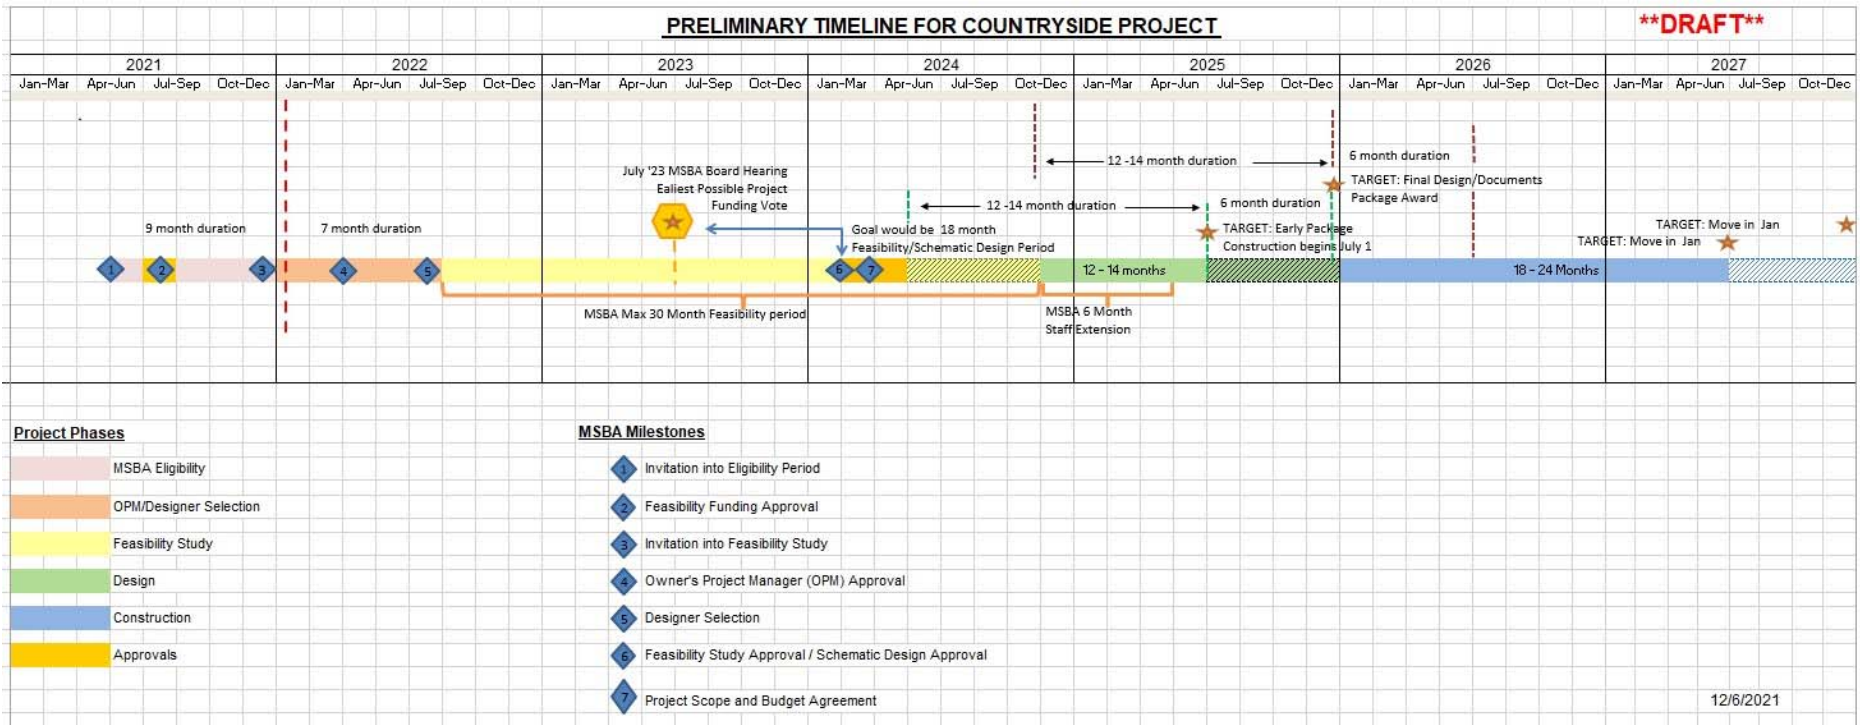 PRELIMINARY TIMELINE FOR COUNTRYSIDE PROJECT
**DRAFT**
2021 2022 2023 2024 2025 2026 2027
Jan-Mar Apr-Jun Jul-Sep Oct-Dec Jan-Mar Apr-Jun Jul-Sep Oct-Dec Jan-Mar Apr-Jun Jul-Sep Oct-Dec Jan-Mar Apr-Jun Jul-Sep Oct-Dec Jan-Mar Apr-Jun Jul-Sep Oct-Dec Jan-Mar Apr-Jun Jul-Sep Oct-Dec Jan-Mar Apr-Jun Jul-Sep Oct-Dec
9 month duration
7 month duration
July '23 MSBA Board Hearing
Ealiest Possible Project
Funding Vote
12 -14 month duration
6 month duration
TARGET: Final Design/Documents
Package Award
12 -14 month duration
6 month duration
Goal would be 18 month
Feasibility/Schematic Design Period
TARGET: Early Package
Construction begins July 1
TARGET: Move in Jan
TARGET: Move in Jan
1 2 3 4 5 6 7
12 - 14 months
18 - 24 Months
MSBA Max 30 Month Feasibility period
MSBA 6 Month
Staff Extension
Project Phases
MSBA Eligibility
OPM/Designer Selection
Feasibility Study
Design
Construction
Approvals
MSBA Milestones
1 Invitation into Eligibility Period
2 Feasibility Funding Approval
3 Invitation into Feasibility Study
4 Owner's Project Manager (OPM) Approval
5 Designer Selection
6 Feasibility Study Approval / Schematic Design Approval
7 Project Scope and Budget Agreement
12/6/2021